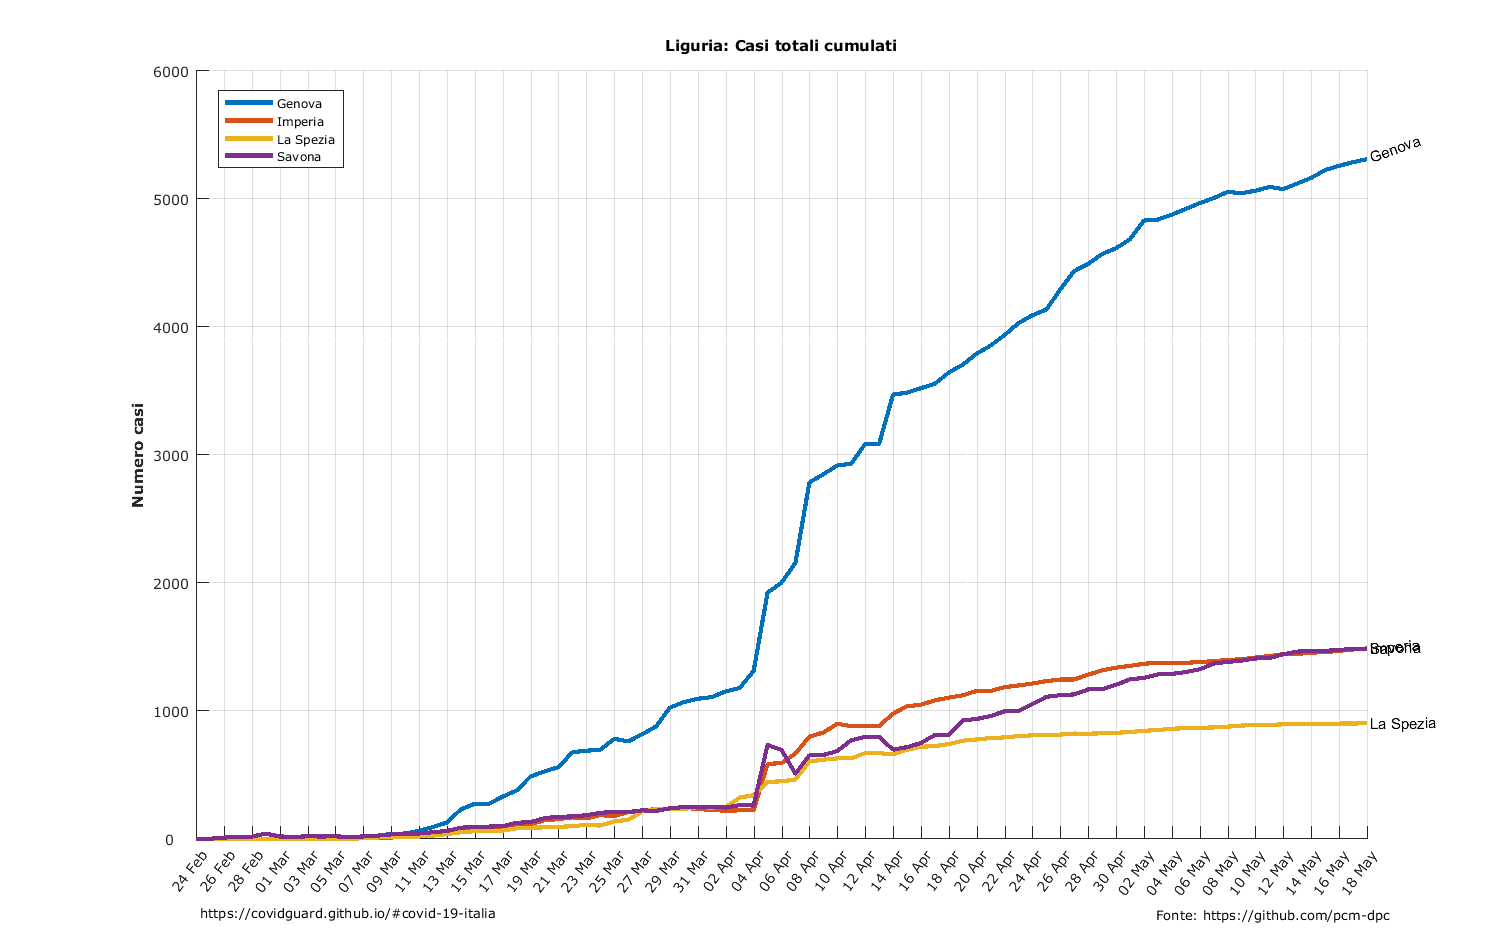 Liguria: Casi totali cumulati
6000
5000
4000
3000
2000
1000
0
Numero casi
Genova
Imperia
La Spezia
Savona
Genova
Imperia
Savona
La Spezia
24 Feb
26 Feb
28 Feb
01 Mar
03 Mar
05 Mar
07 Mar
09 Mar
11 Mar
13 Mar
15 Mar
17 Mar
19 Mar
21 Mar
23 Mar
25 Mar
27 Mar
29 Mar
31 Mar
02 Apr
04 Apr
06 Apr
08 Apr
10 Apr
12 Apr
14 Apr
16 Apr
18 Apr
20 Apr
22 Apr
24 Apr
26 Apr
28 Apr
30 Apr
02 May
04 May
06 May
08 May
10 May
12 May
14 May
16 May
18 May
https://covidguard.github.io/#covid-19-italia
Fonte: https://github.com/pcm-dpc